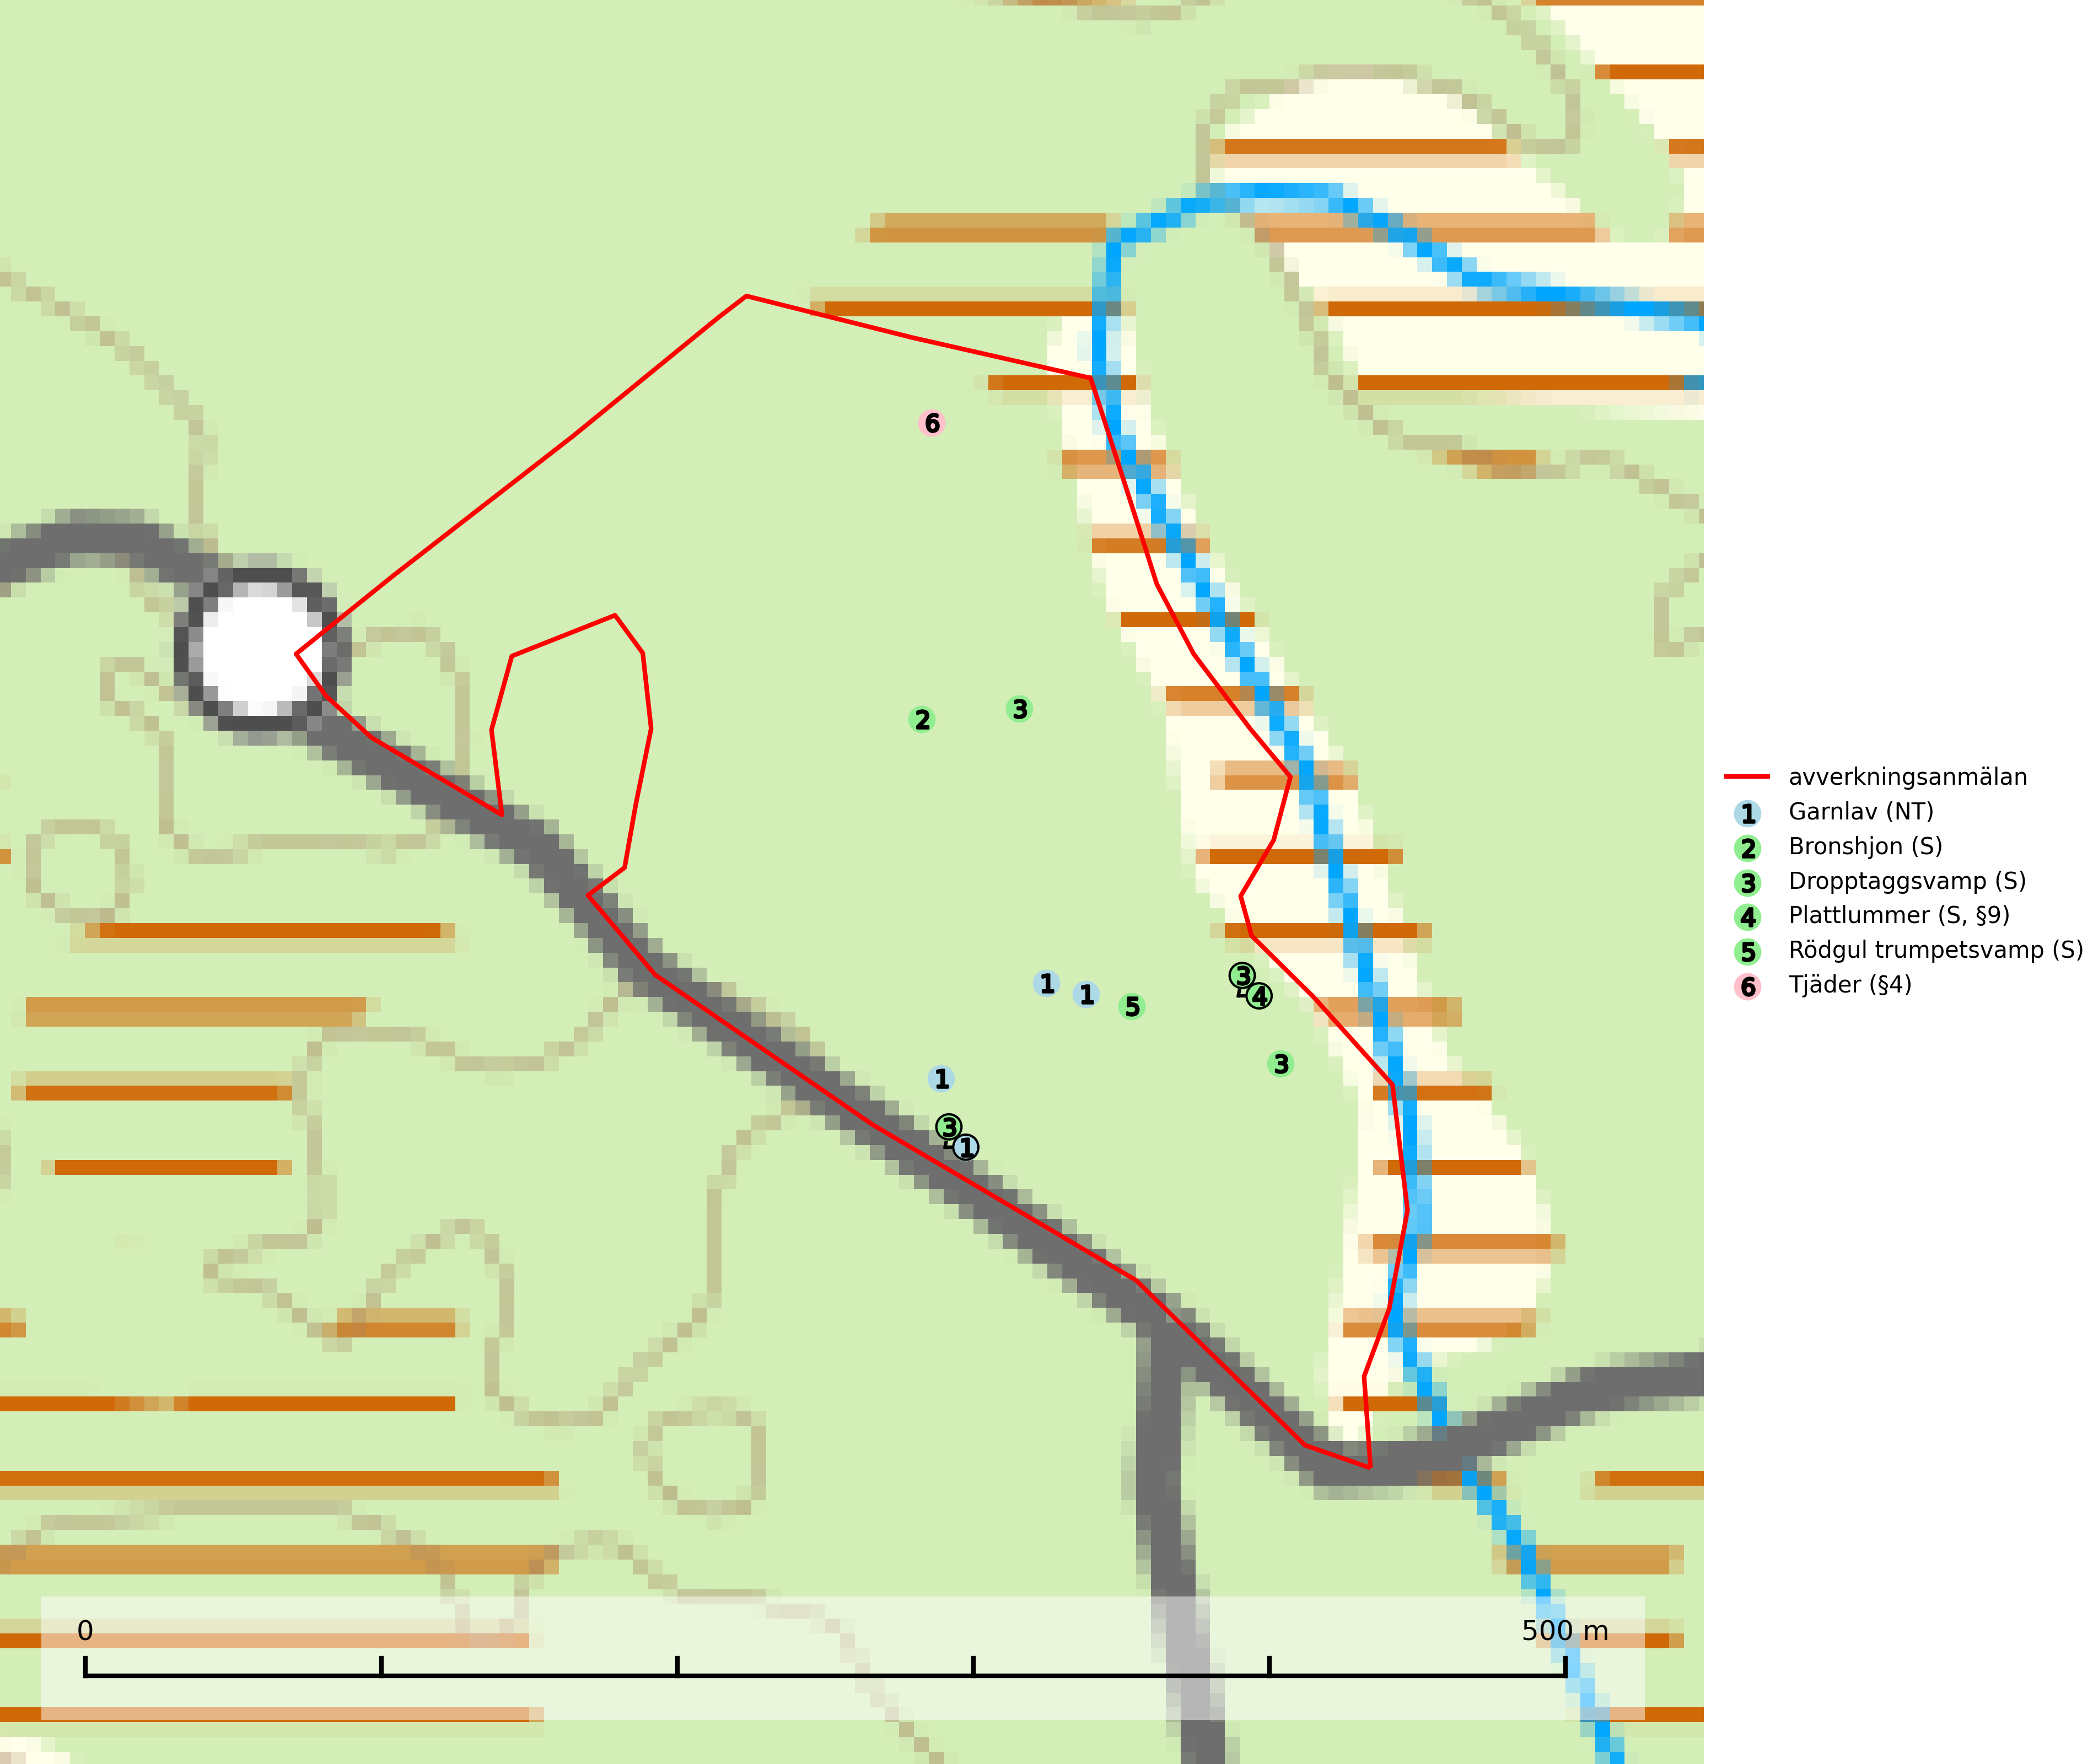 6
2
3
1
1
5
3
4
3
1
3
1
avverkningsanmälan
1 Garnlav (NT)
2 Bronshjon (S)
3 Dropptaggsvamp (S)
4 Plattlummer (S, §9)
5 Rödgul trumpetsvamp (S)
6 Tjäder (§4)
0
500 m